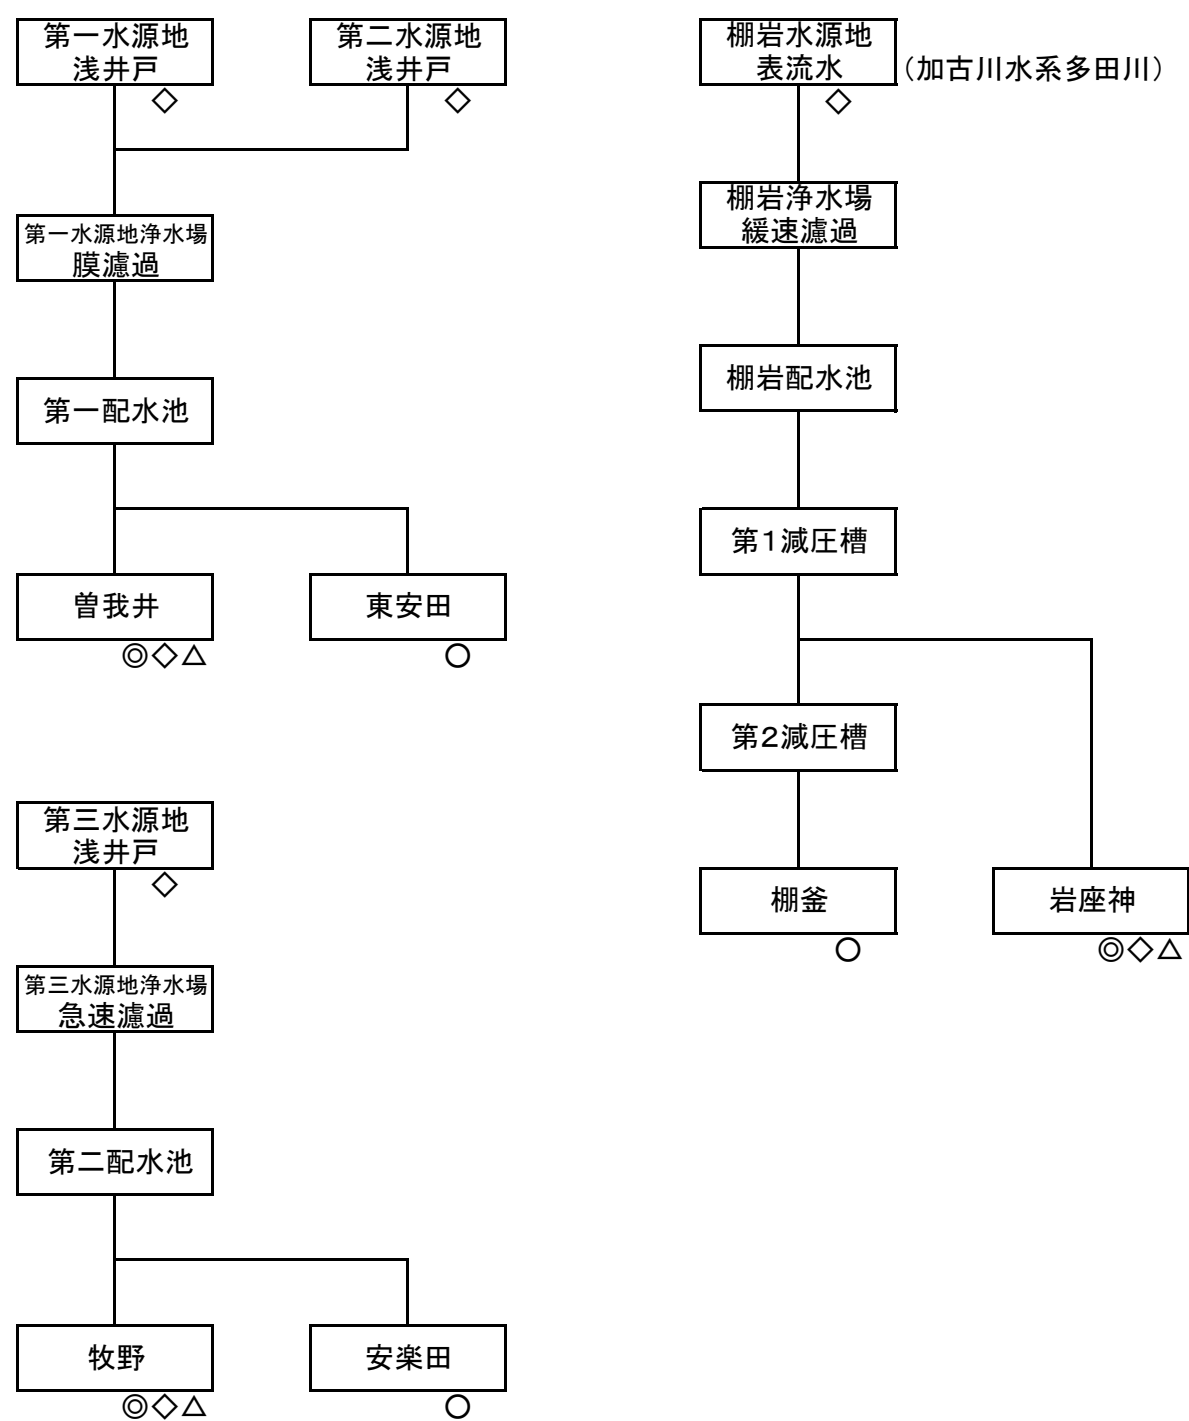 第一水源地
浅井戸
◇
第二水源地
浅井戸
◇
第一水源地浄水場
膜濾過
第一配水池
曽我井
◎◇△
東安田
○
第三水源地
浅井戸
◇
第三水源地浄水場
急速濾過
第二配水池
牧野
◎◇△
安楽田
○
棚岩水源地
表流水
(加古川水系多田川)
◇
棚岩浄水場
緩速濾過
棚岩配水池
第1減圧槽
第2減圧槽
棚釜
○
岩座神
◎◇△